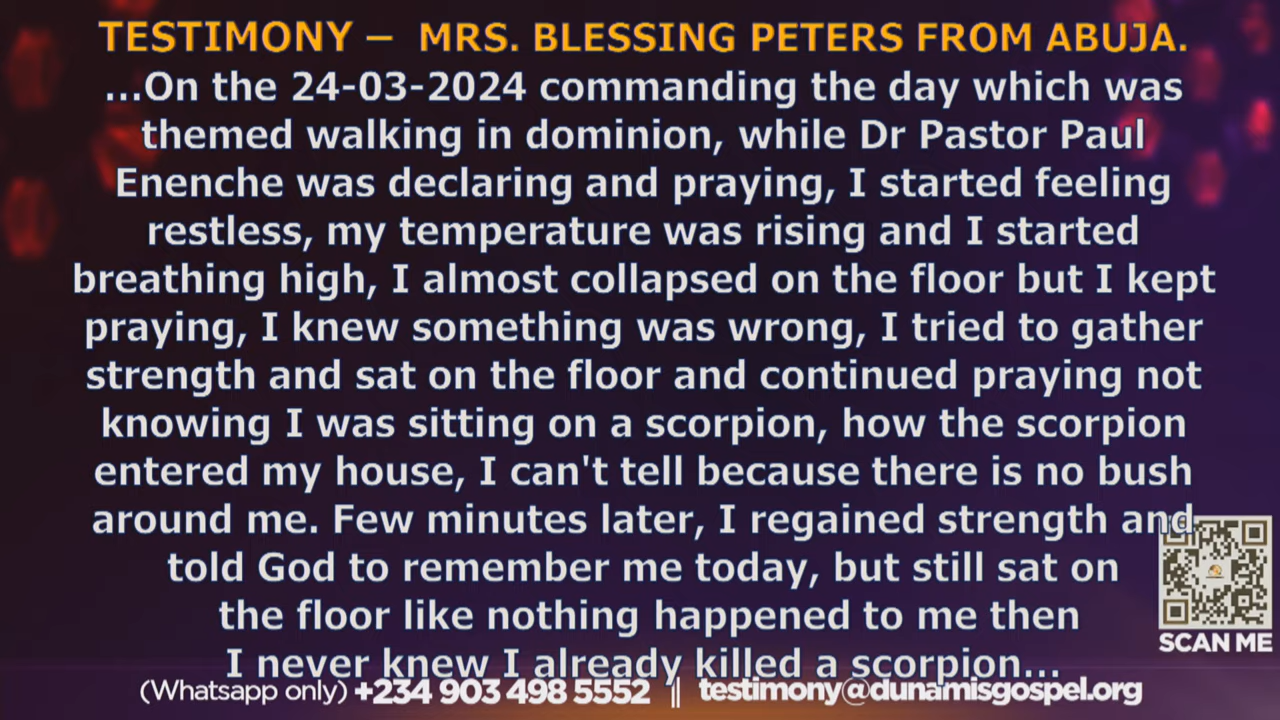 TESTIMONY – MRS. BLESSING PETERS FROM ABUJA.
...On the 24-03-2024 commanding the day which was
themed walking in dominion, while Dr Pastor Paul
Enenche was declaring and praying, I started feeling
restless, my temperature was rising and I started
breathing high, I almost collapsed on the floor but I kept
praying, I knew something was wrong, I tried to gather
strength and sat on the floor and continued praying not
knowing I was sitting on a scorpion, how the scorpion
entered my house, I can't tell because there is no bush
around me. Few minutes later, I regained strength and
told God to remember me today, but still sat on
the floor like nothing happened to me then
I never knew I already killed a scorpion...
SCAN ME
(Whatsapp only) +234 903 498 5552 || testimony@dunamisgospel.org